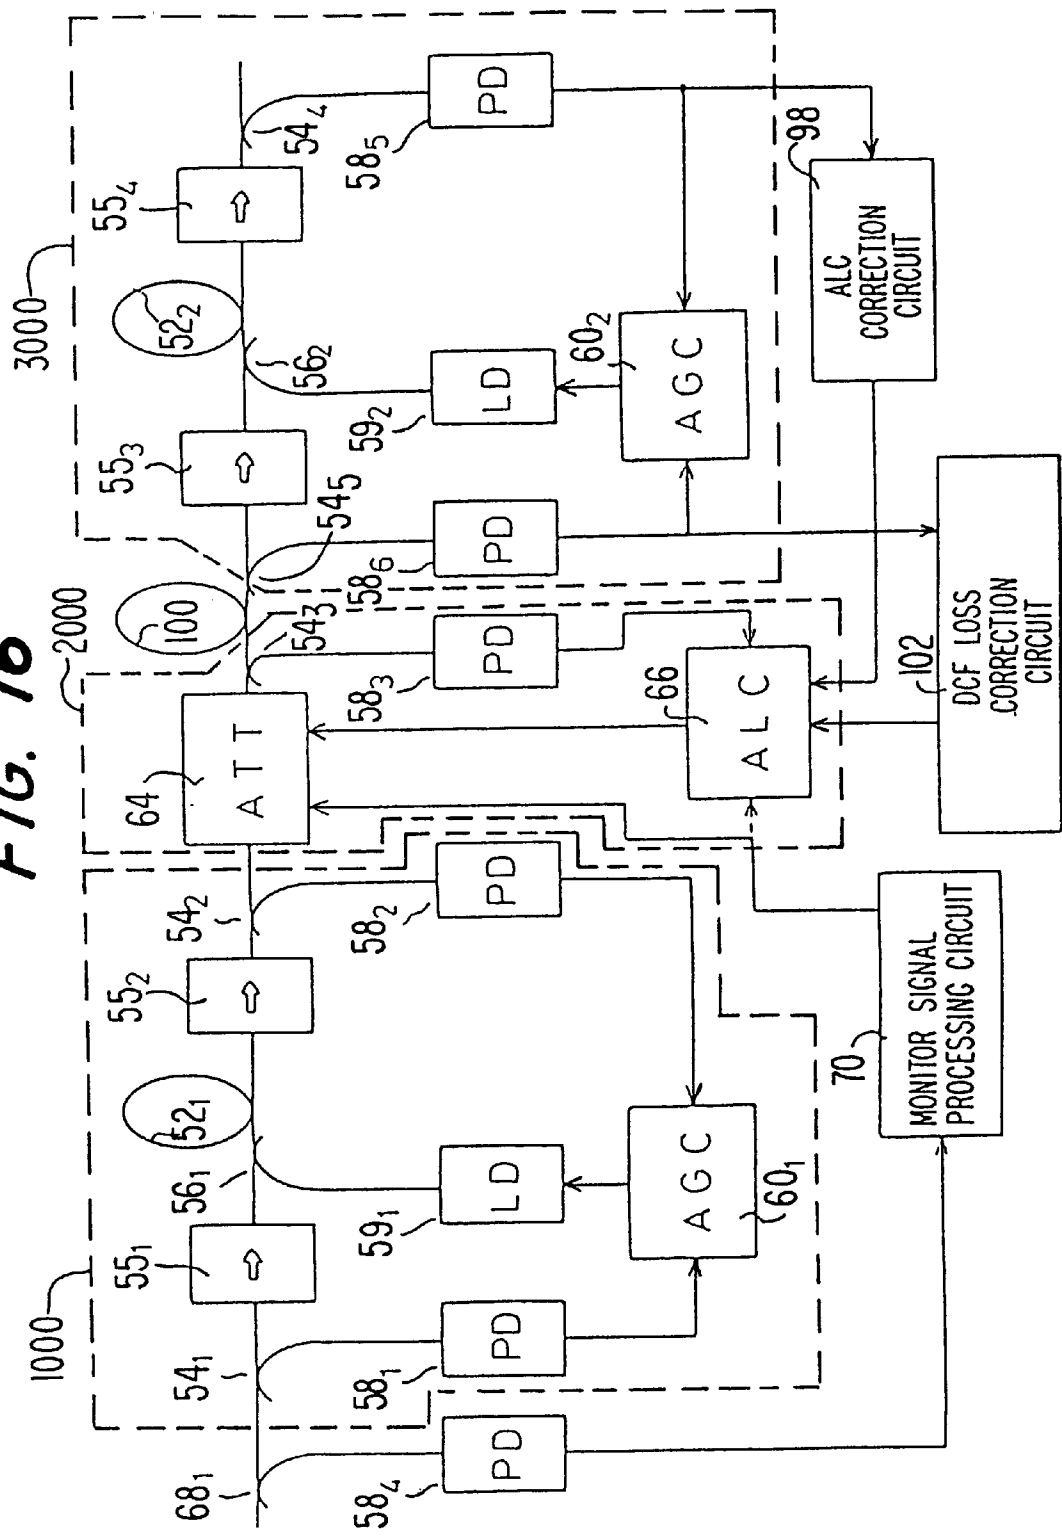 FIG. 16
1000
2000
3000
68₁
54₁
55₁
56₁
52₁
55₂
54₂
64
ATT
54₃
100
54₅
55₃
56₂
52₂
55₄
54₄
58₄
PD
58₁
PD
59₁
LD
58₂
PD
58₃
PD
58₆
PD
59₂
LD
58₅
PD
AGC
60₁
66
ALC
60₂
AGC
98
ALC
CORRECTION
CIRCUIT
70
MONITOR SIGNAL
PROCESSING CIRCUIT
102
DCF LOSS
CORRECTION
CIRCUIT